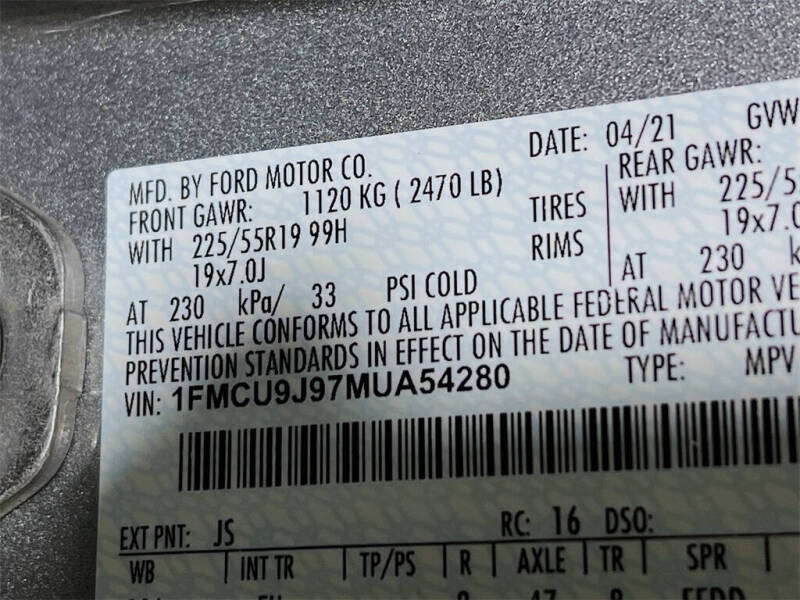 DATE: 04/21 GVW
MFD. BY FORD MOTOR CO.
FRONT GAWR: 1120 KG ( 2470 LB) REAR GAWR:
WITH 225/55R19 99H TIRES WITH 225/5
19x7.0J RIMS 19x7.0
AT 230 kPa/ 33 PSI COLD AT 230
THIS VEHICLE CONFORMS TO ALL APPLICABLE FEDERAL MOTOR VE
PREVENTION STANDARDS IN EFFECT ON THE DATE OF MANUFACTU
VIN: 1FMCU9J97MUA54280 TYPE: MPV
EXT PNT: JS RC: 16 DSO:
WB INT TR TP/PS R AXLE TR SPR
47 8